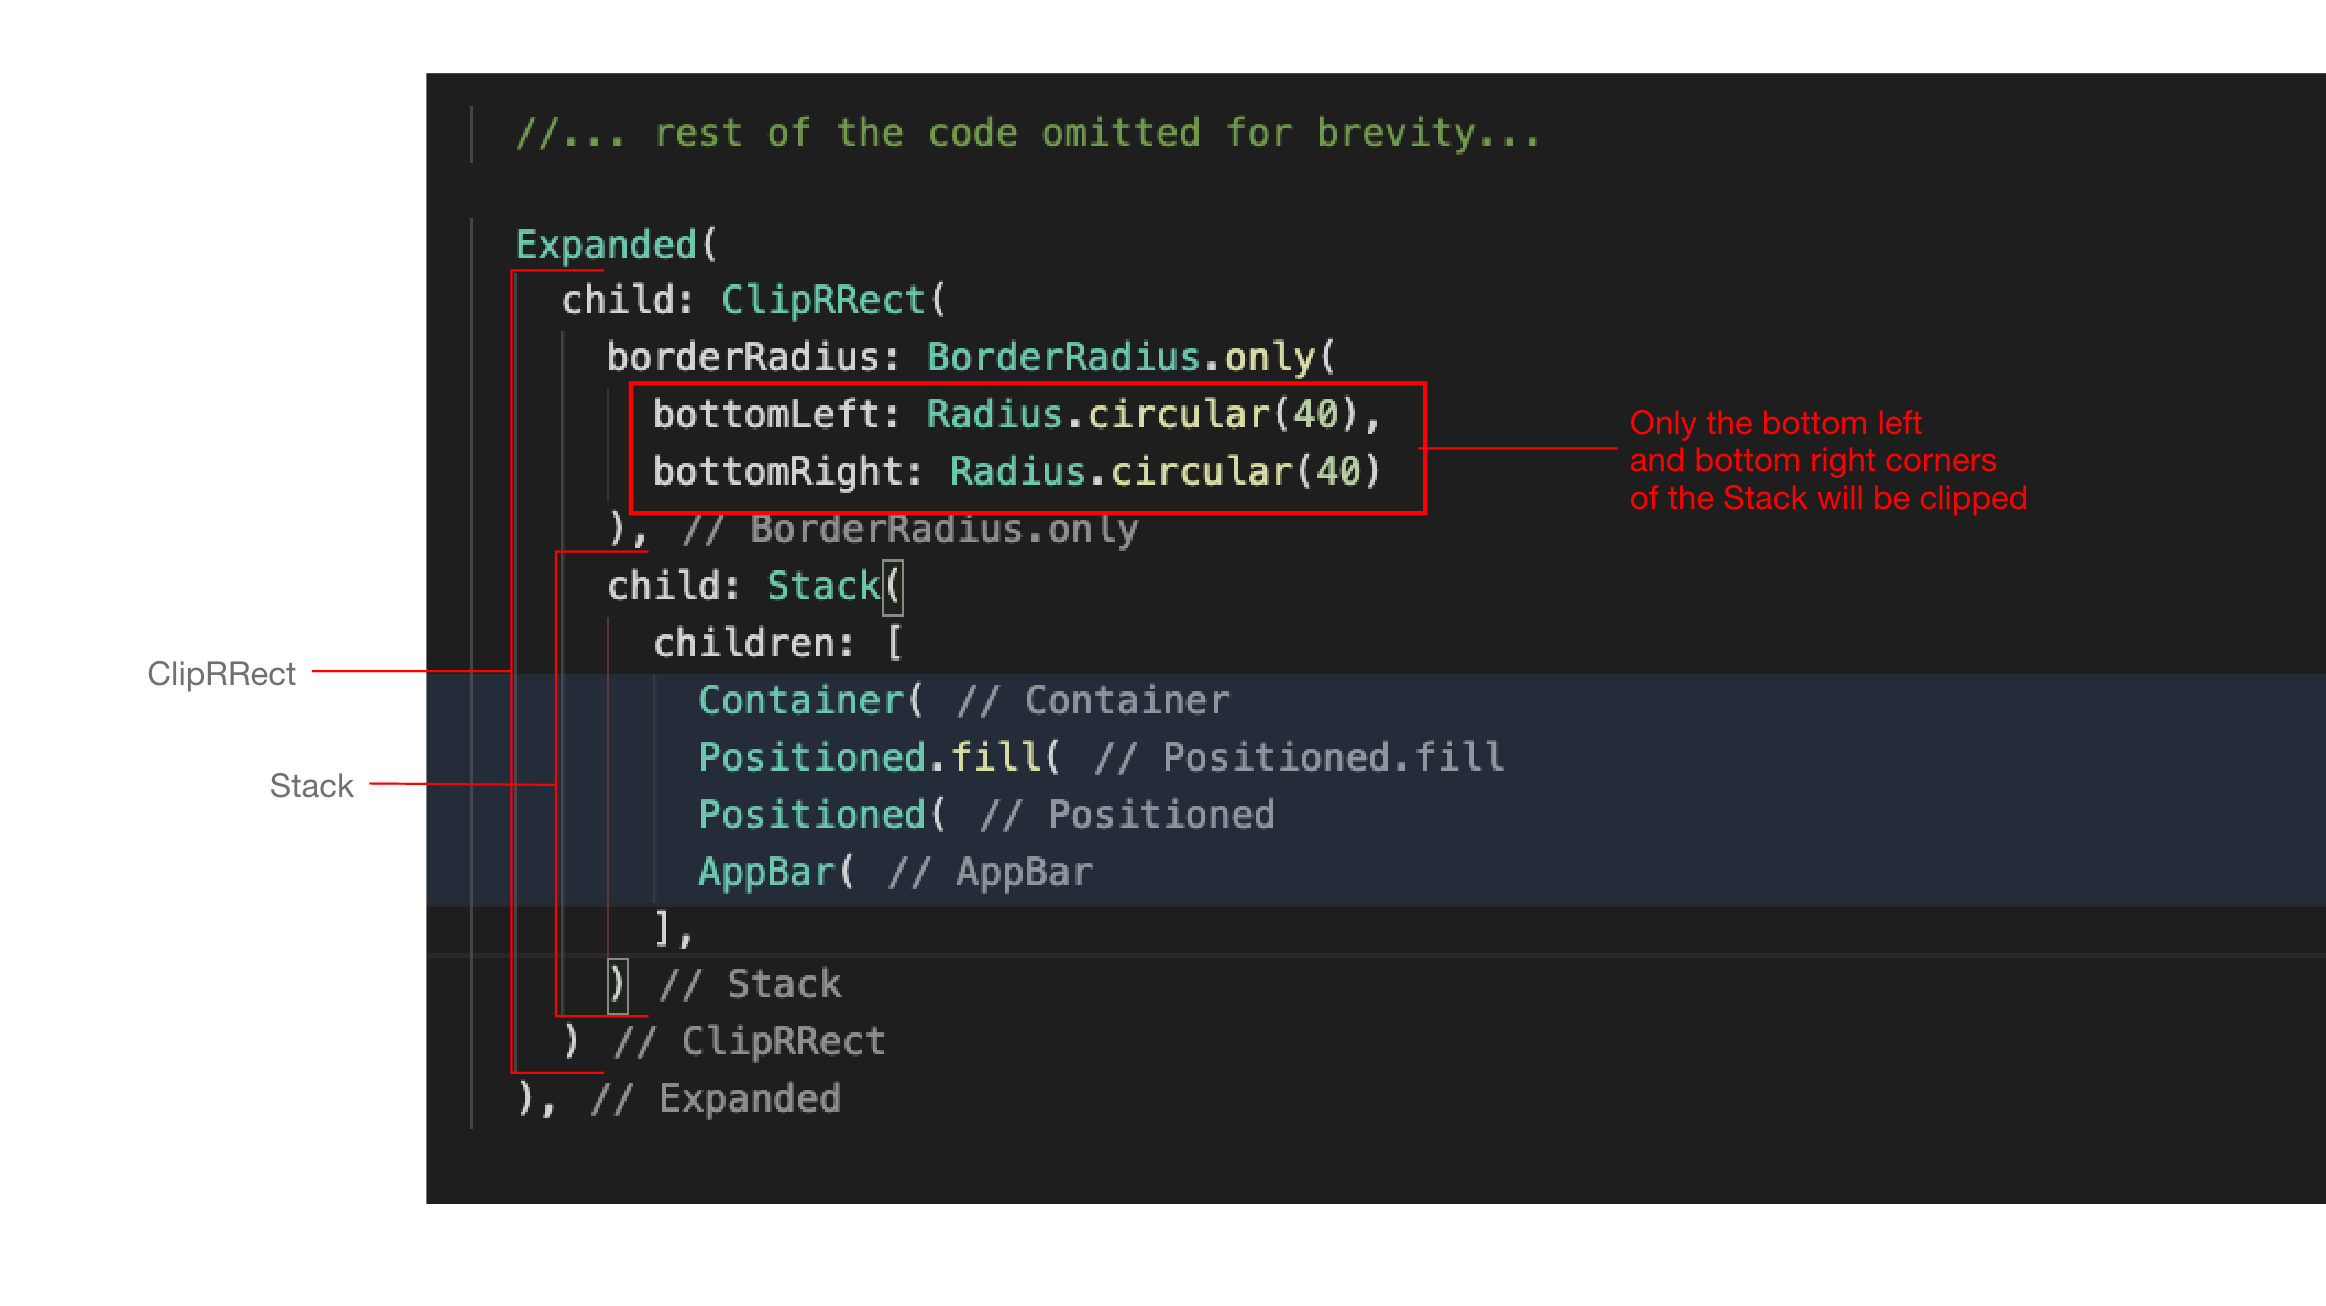 //... rest of the code omitted for brevity...
Expanded(
child: ClipRRect(
borderRadius: BorderRadius.only(
bottomLeft: Radius.circular(40),
bottomRight: Radius.circular(40)
), // BorderRadius.only
child: Stack(
children: [
Container( // Container
Positioned.fill( // Positioned.fill
Positioned( // Positioned
AppBar( // AppBar
],
) // Stack
) // ClipRRect
), // Expanded
Only the bottom left
and bottom right corners
of the Stack will be clipped
ClipRRect
Stack